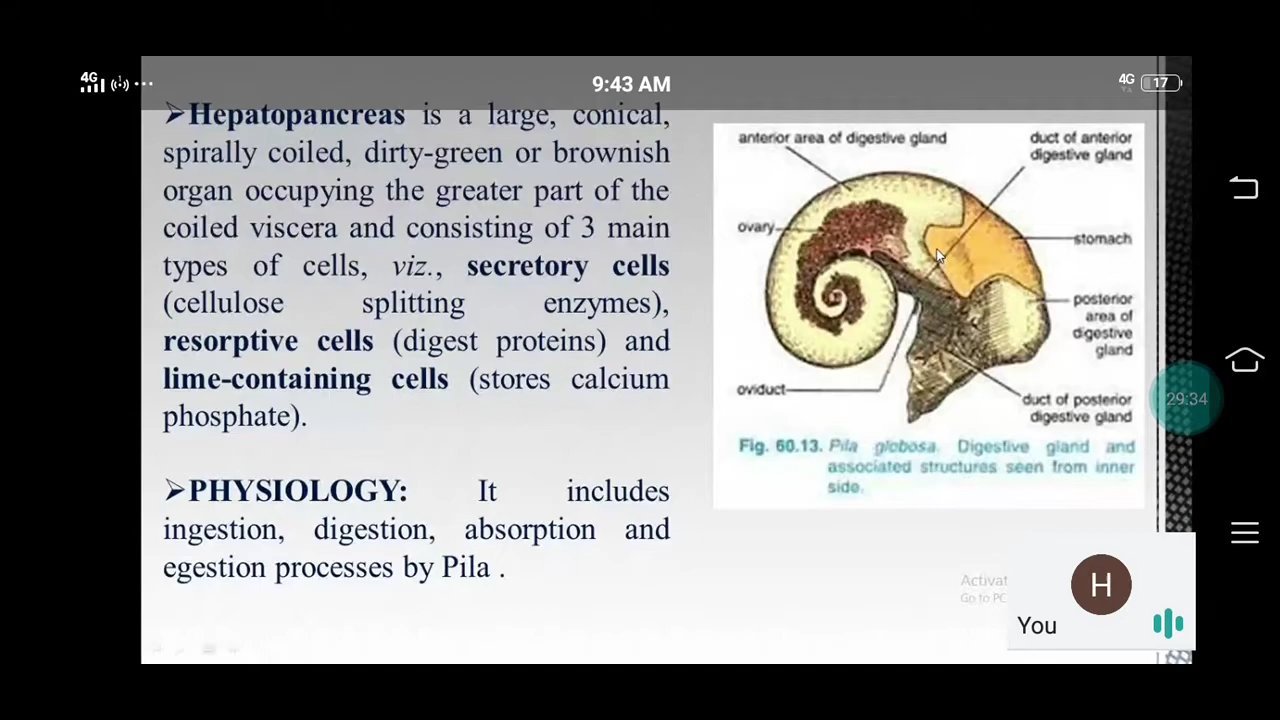 4G
9:43 AM
4G
17
➢Hepatopancreas is a large, conical,
spirally coiled, dirty-green or brownish
organ occupying the greater part of the
coiled viscera and consisting of 3 main
types of cells, viz., secretory cells
(cellulose splitting enzymes),
resorptive cells (digest proteins) and
lime-containing cells (stores calcium
phosphate).
➢PHYSIOLOGY: It includes
ingestion, digestion, absorption and
egestion processes by Pila .
anterior area of digestive gland
duct of anterior
digestive gland
ovary
stomach
posterior
area of
digestive
gland
oviduct
duct of posterior
digestive gland
Fig. 60.13. Pila globosa. Digestive gland and
associated structures seen from inner
side.
29:34
Activat
Go to PC
H
You